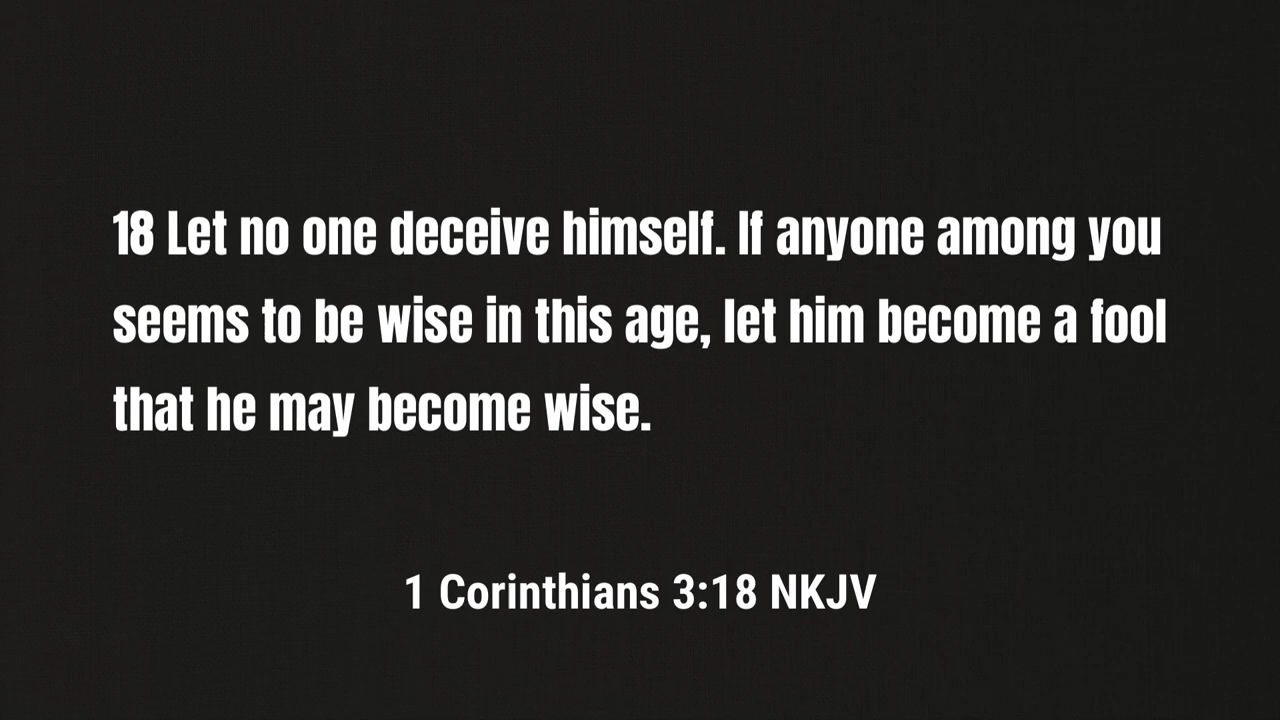 18 Let no one deceive himself. If anyone among you
seems to be wise in this age, let him become a fool
that he may become wise.
1 Corinthians 3:18 NKJV